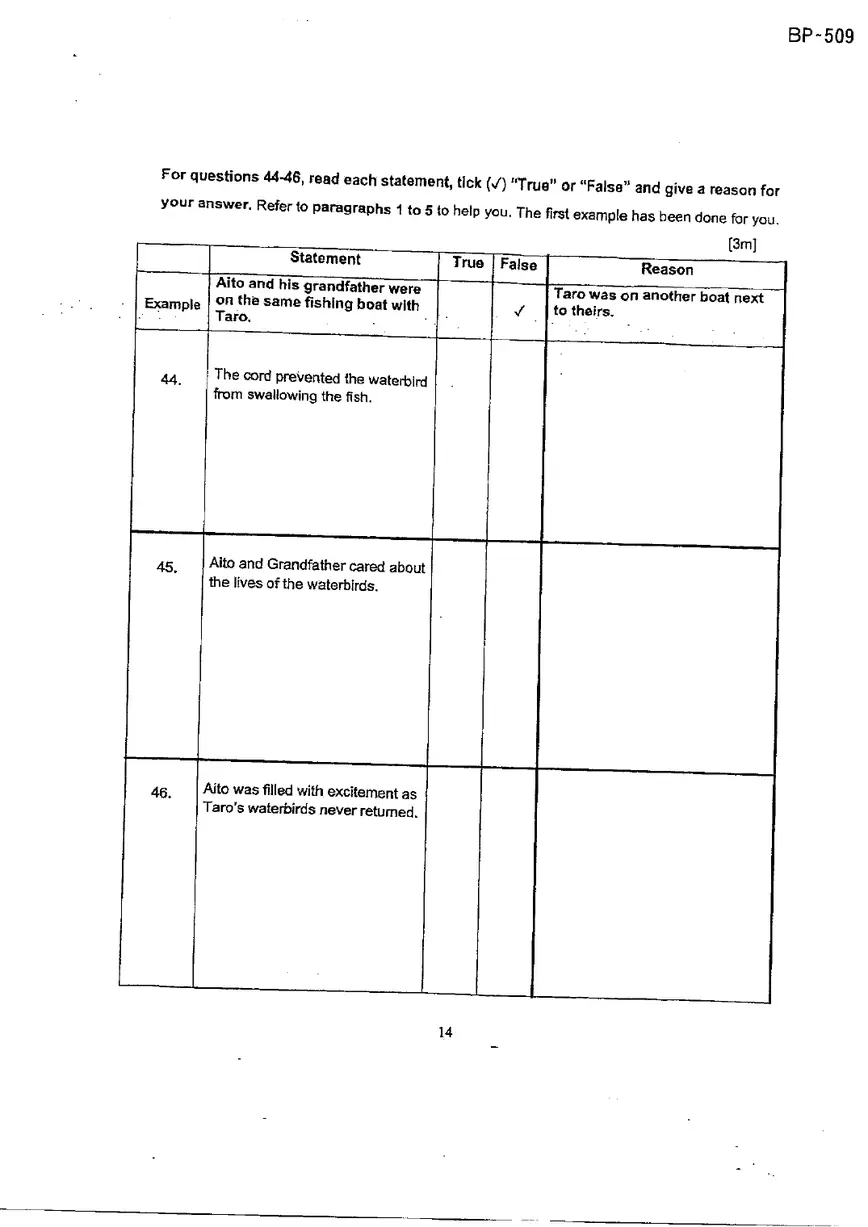 BP-509
For questions 44-46, read each statement, tick (✓) "True" or "False" and give a reason for
your answer. Refer to paragraphs 1 to 5 to help you. The first example has been done for you.
[3m]
Statement True False Reason
Example
Aito and his grandfather were
on the same fishing boat with
Taro.
✓
Taro was on another boat next
to theirs.
44.
The cord prevented the waterbird
from swallowing the fish.
45.
Aito and Grandfather cared about
the lives of the waterbirds.
46.
Aito was filled with excitement as
Taro's waterbirds never returned.
14